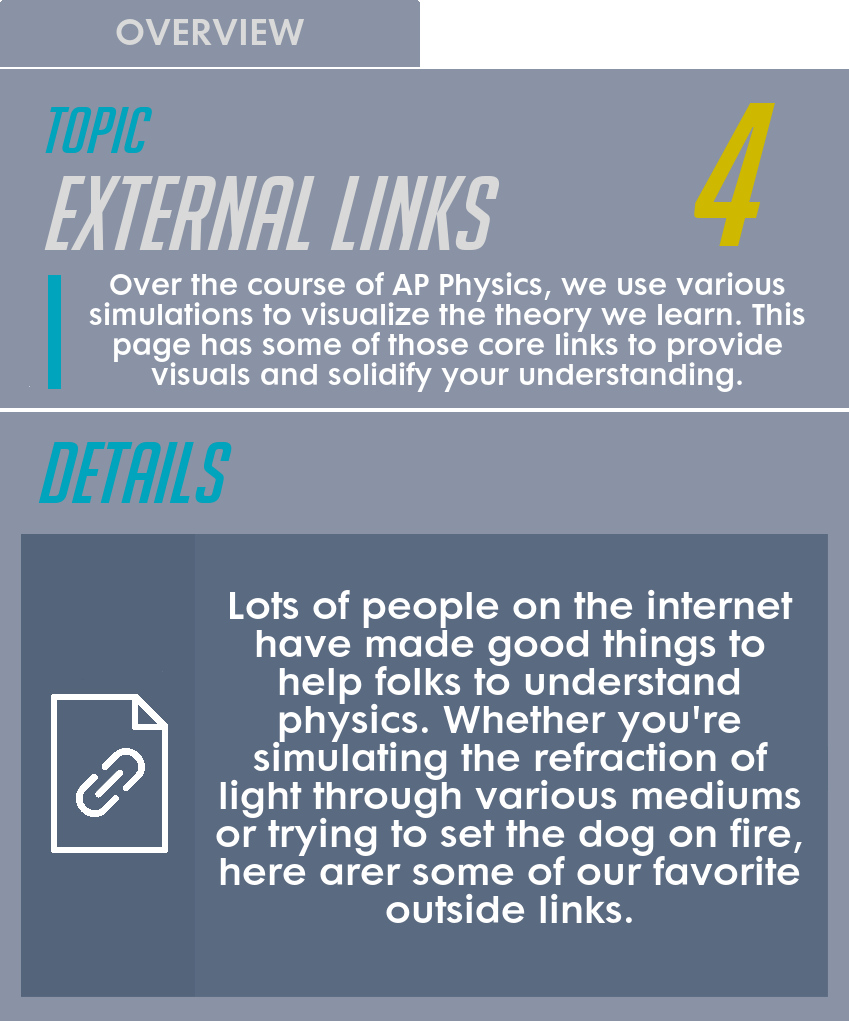 OVERVIEW
TOPIC
4
EXTERNAL LINKS
Over the course of AP Physics, we use various
simulations to visualize the theory we learn. This
page has some of those core links to provide
visuals and solidify your understanding.
DETAILS
Lots of people on the internet
have made good things to
help folks to understand
physics. Whether you're
simulating the refraction of
light through various mediums
or trying to set the dog on fire,
here arer some of our favorite
outside links.